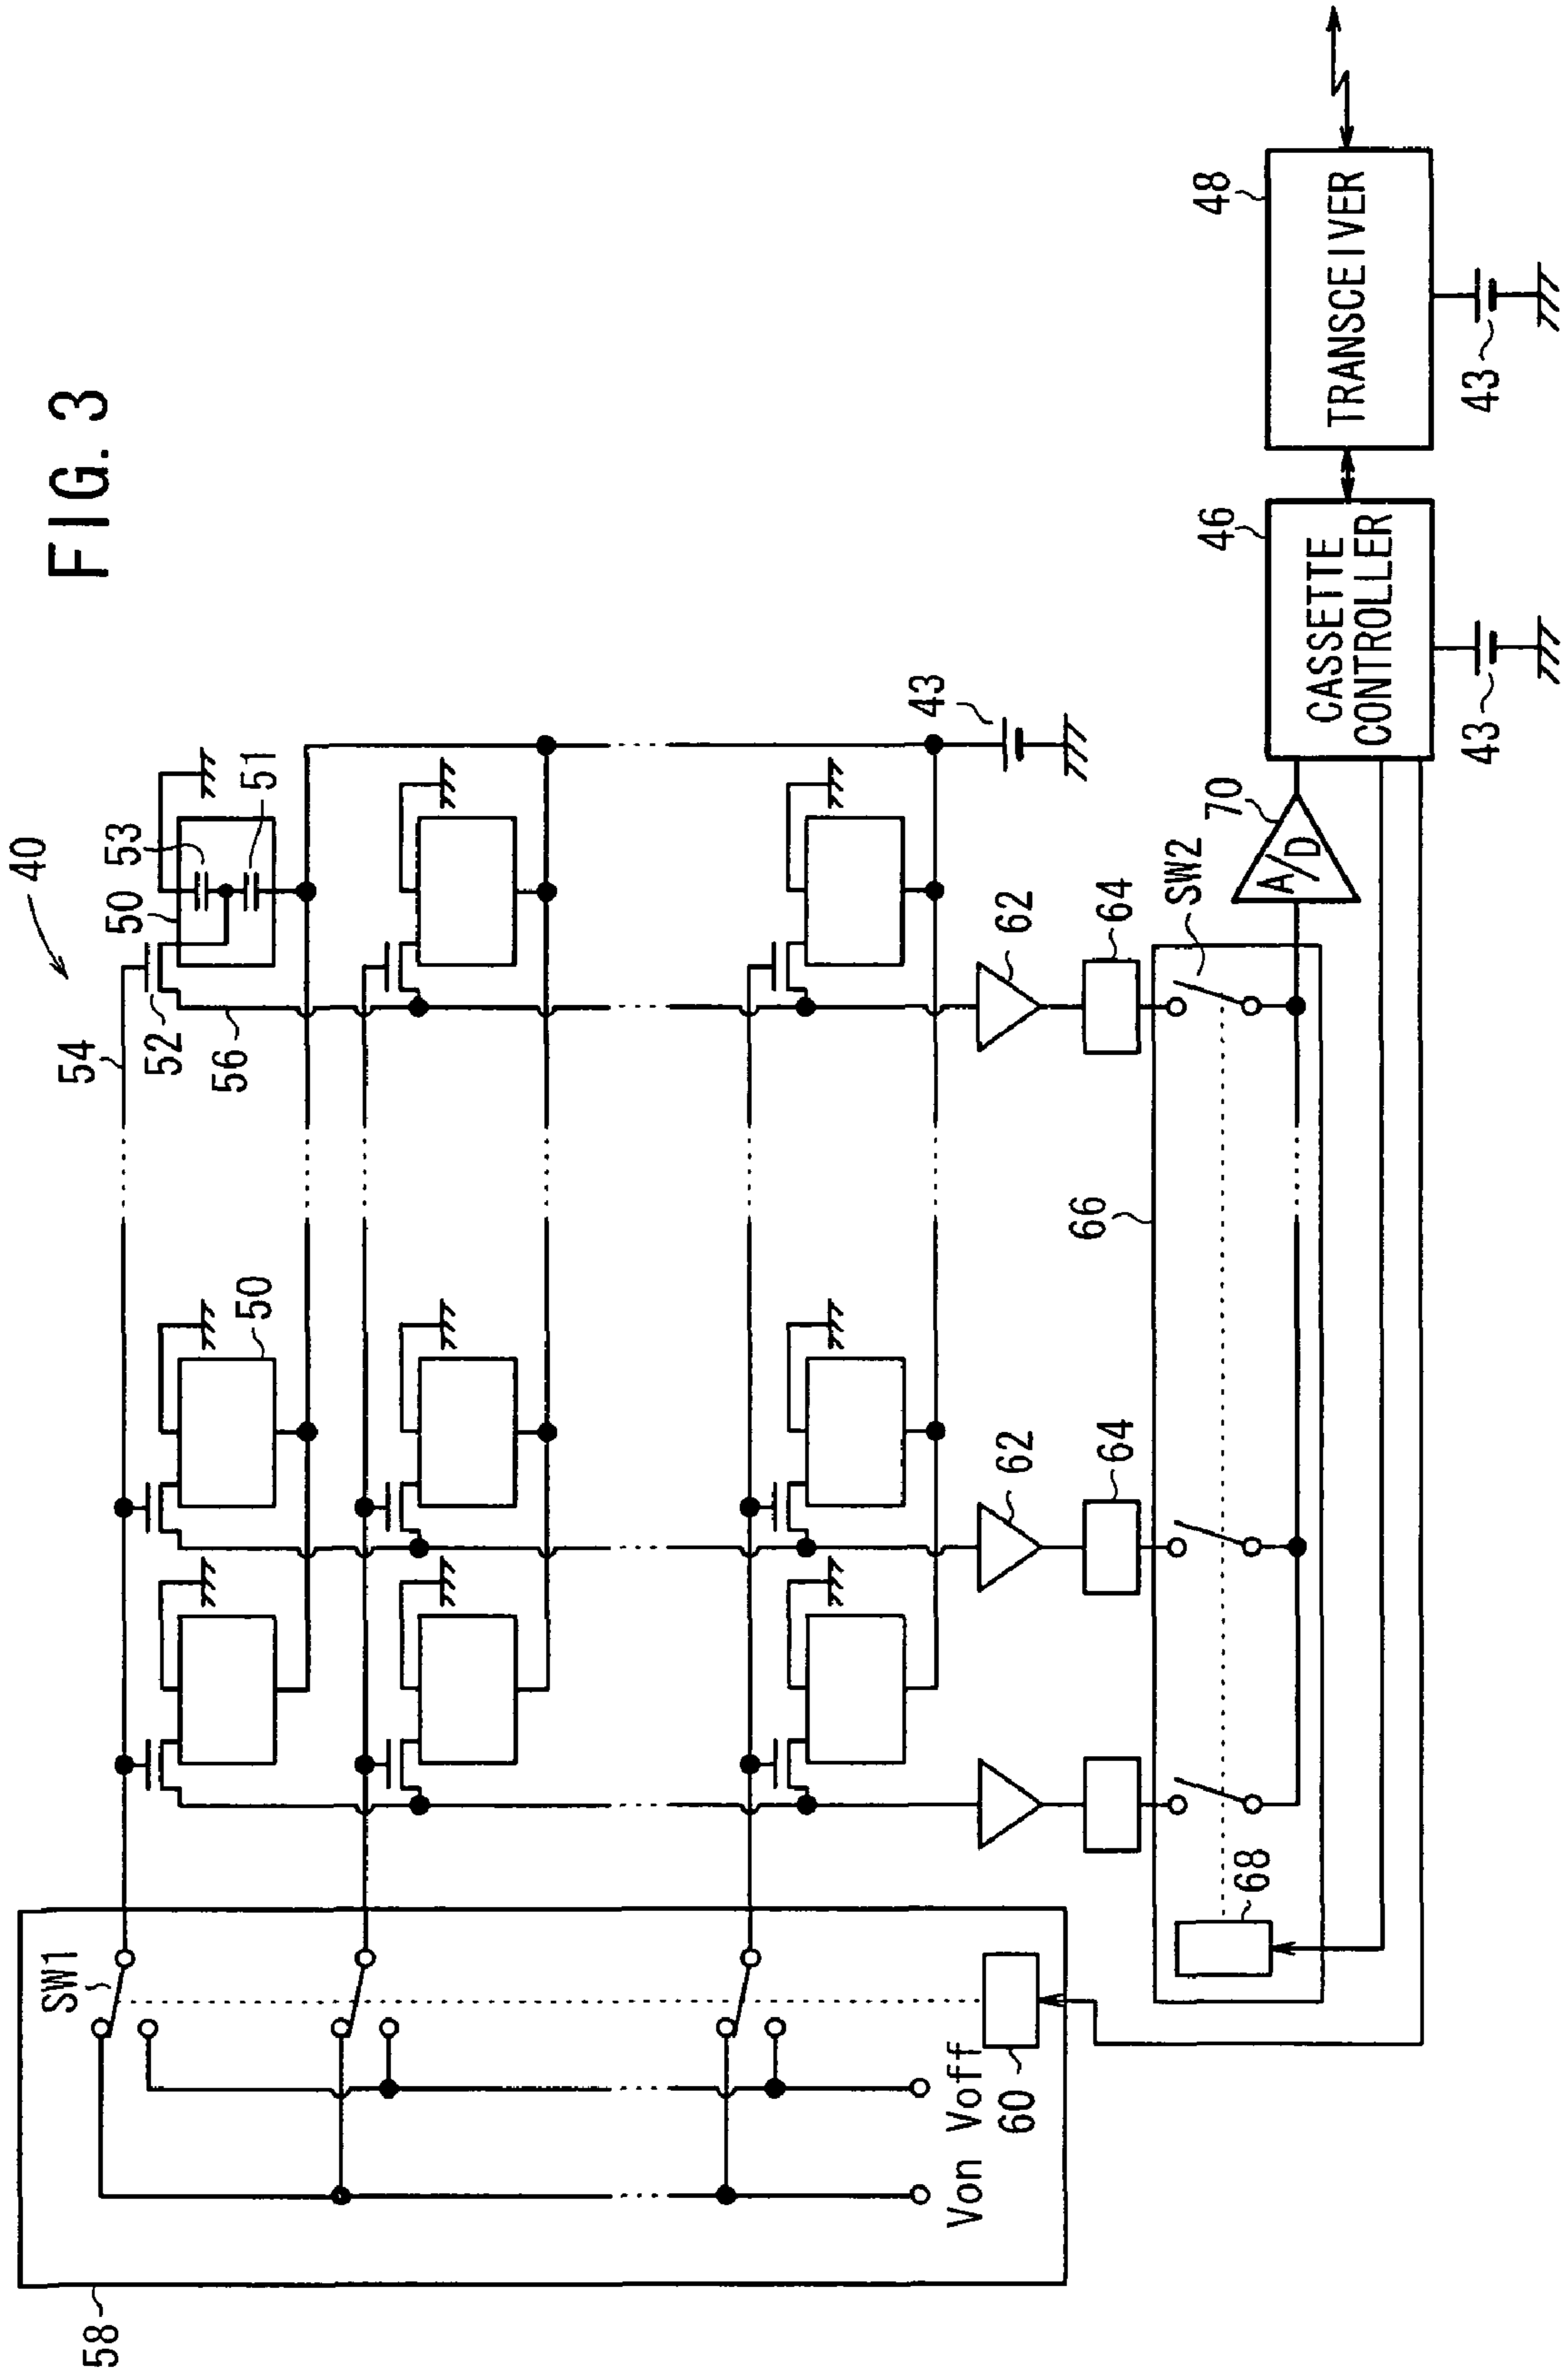 FIG. 3
40
54
52
50
53
51
56
50
43
62
64
62
64
SW1
58
Von
Voff
60
66
68
SW2
70
A/D
46
CASSETTE
CONTROLLER
43
48
TRANSCEIVER
43